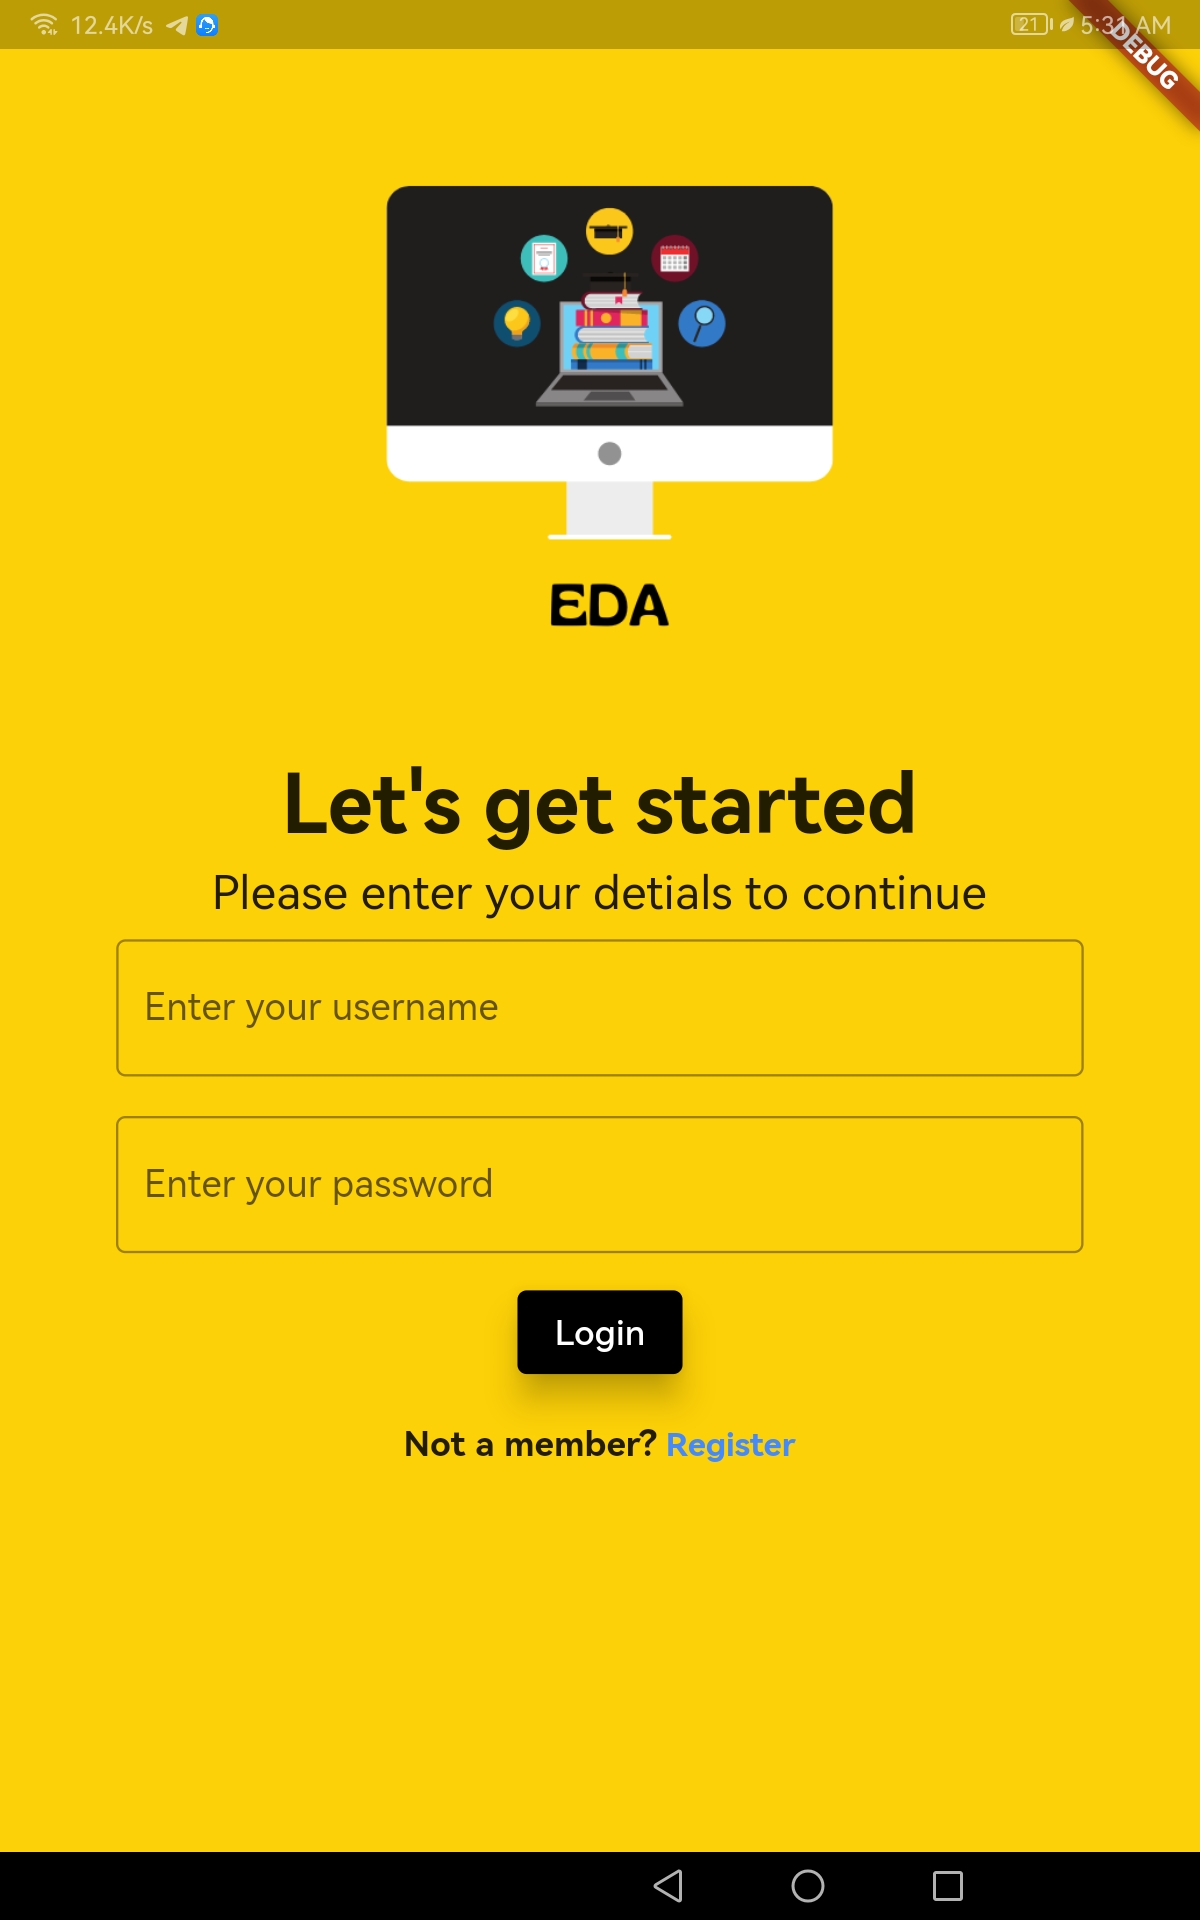 12.4K/s
21 5:31 AM
DEBUG
EDA
Let's get started
Please enter your detials to continue
Enter your username
Enter your password
Login
Not a member? Register